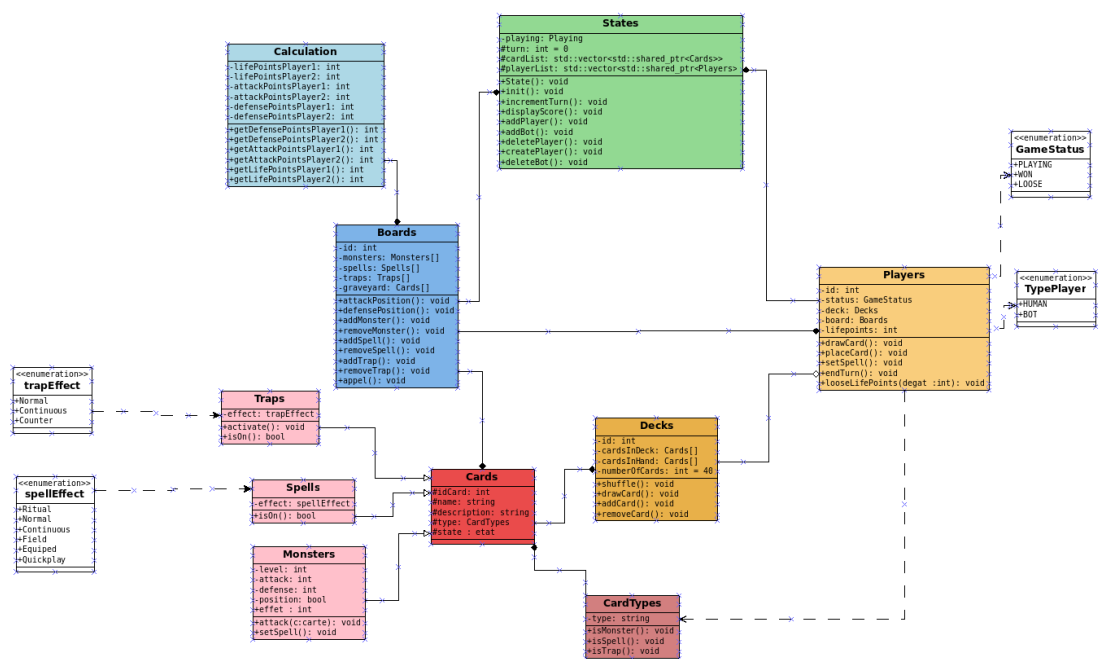 States
-playing: Playing
#turn: int = 0
#cardList: std::vector<std::shared_ptr<Cards>>
#playerList: std::vector<std::shared_ptr<Players>
+State(): void
+init(): void
+incrementTurn(): void
+displayScore(): void
+addPlayer(): void
+addBot(): void
+deletePlayer(): void
+createPlayer(): void
+deleteBot(): void
Calculation
-lifePointsPlayer1: int
-lifePointsPlayer2: int
-attackPointsPlayer1: int
-attackPointsPlayer2: int
-defensePointsPlayer1: int
-defensePointsPlayer2: int
+getDefensePointsPlayer1(): int
+getDefensePointsPlayer2(): int
+getAttackPointsPlayer1(): int
+getAttackPointsPlayer2(): int
+getLifePointsPlayer1(): int
+getLifePointsPlayer2(): int
<<enumeration>>
GameStatus
+PLAYING
+WON
+LOOSE
Boards
-id: int
-monsters: Monsters[]
-spells: Spells[]
-traps: Traps[]
-graveyard: Cards[]
+attackPosition(): void
+defensePosition(): void
+addMonster(): void
+removeMonster(): void
+addSpell(): void
+removeSpell(): void
+addTrap(): void
+removeTrap(): void
+appel(): void
Players
-id: int
-status: GameStatus
-deck: Decks
-board: Boards
-lifepoints: int
+drawCard(): void
+placeCard(): void
+setSpell(): void
+endTurn(): void
+looseLifePoints(degat :int): void
<<enumeration>>
TypePlayer
+HUMAN
+BOT
<<enumeration>>
trapEffect
+Normal
+Continuous
+Counter
Traps
-effect: trapEffect
+activate(): void
+isOn(): bool
Decks
-id: int
-cardsInDeck: Cards[]
-cardsInHand: Cards[]
-numberOfCards: int = 40
+shuffle(): void
+drawCard(): void
+addCard(): void
+removeCard(): void
<<enumeration>>
spellEffect
+Ritual
+Normal
+Continuous
+Field
+Equiped
+Quickplay
Spells
-effect: spellEffect
+isOn(): bool
Cards
#idCard: int
#name: string
#description: string
#type: CardTypes
#state : etat
Monsters
-level: int
-attack: int
-defense: int
-position: bool
+effet : int
+attack(c:carte): void
+setSpell(): void
CardTypes
-type: string
+isMonster(): void
+isSpell(): void
+isTrap(): void